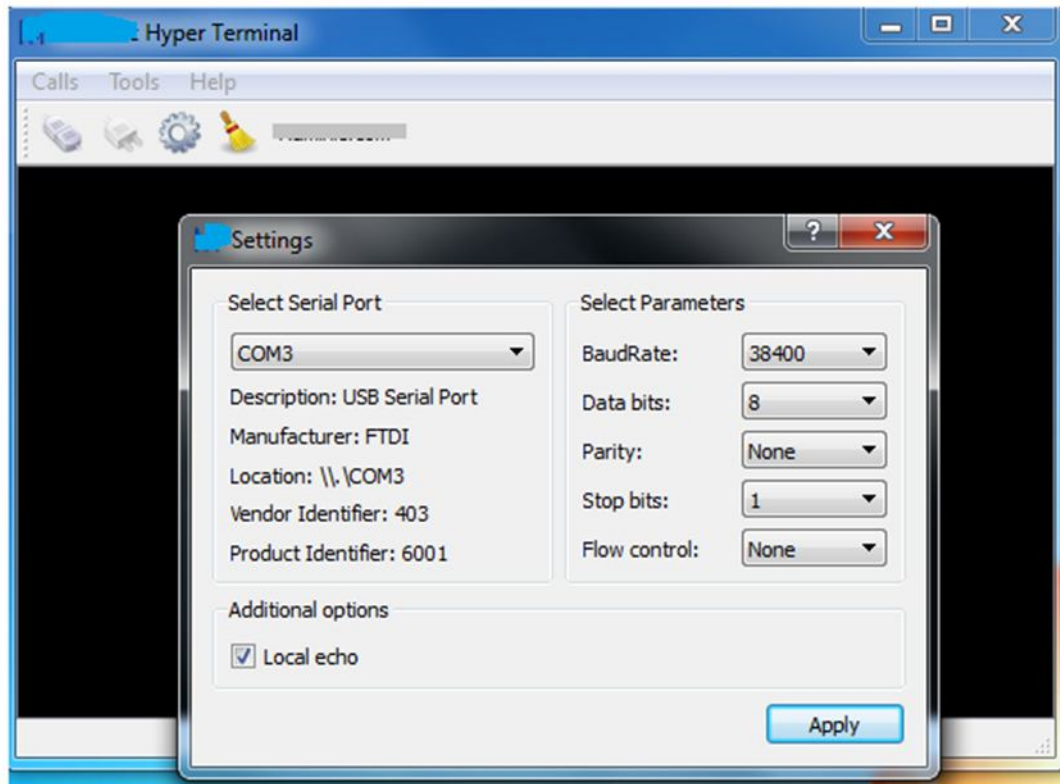 Hyper Terminal
Calls Tools Help
Settings
Select Serial Port
COM3
Description: USB Serial Port
Manufacturer: FTDI
Location: \\.\COM3
Vendor Identifier: 403
Product Identifier: 6001
Select Parameters
BaudRate: 38400
Data bits: 8
Parity: None
Stop bits: 1
Flow control: None
Additional options
Local echo
Apply